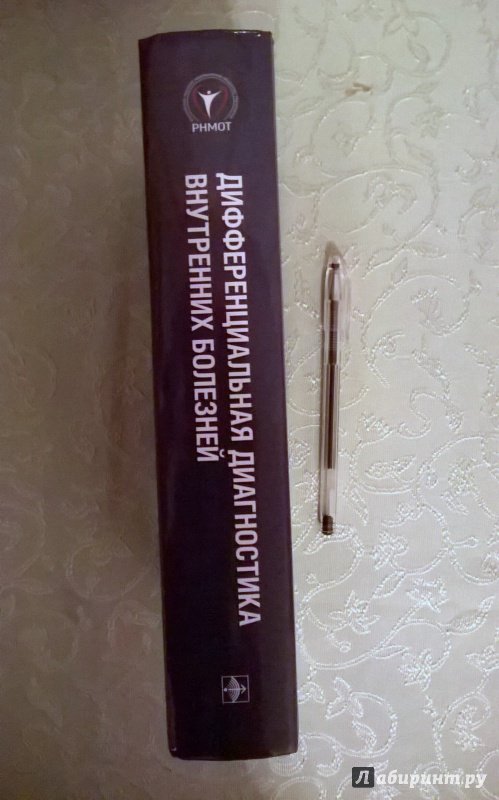 РНМОТ
ДИФФЕРЕНЦИАЛЬНАЯ ДИАГНОСТИКА
ВНУТРЕННИХ БОЛЕЗНЕЙ
Лабиринт.ру